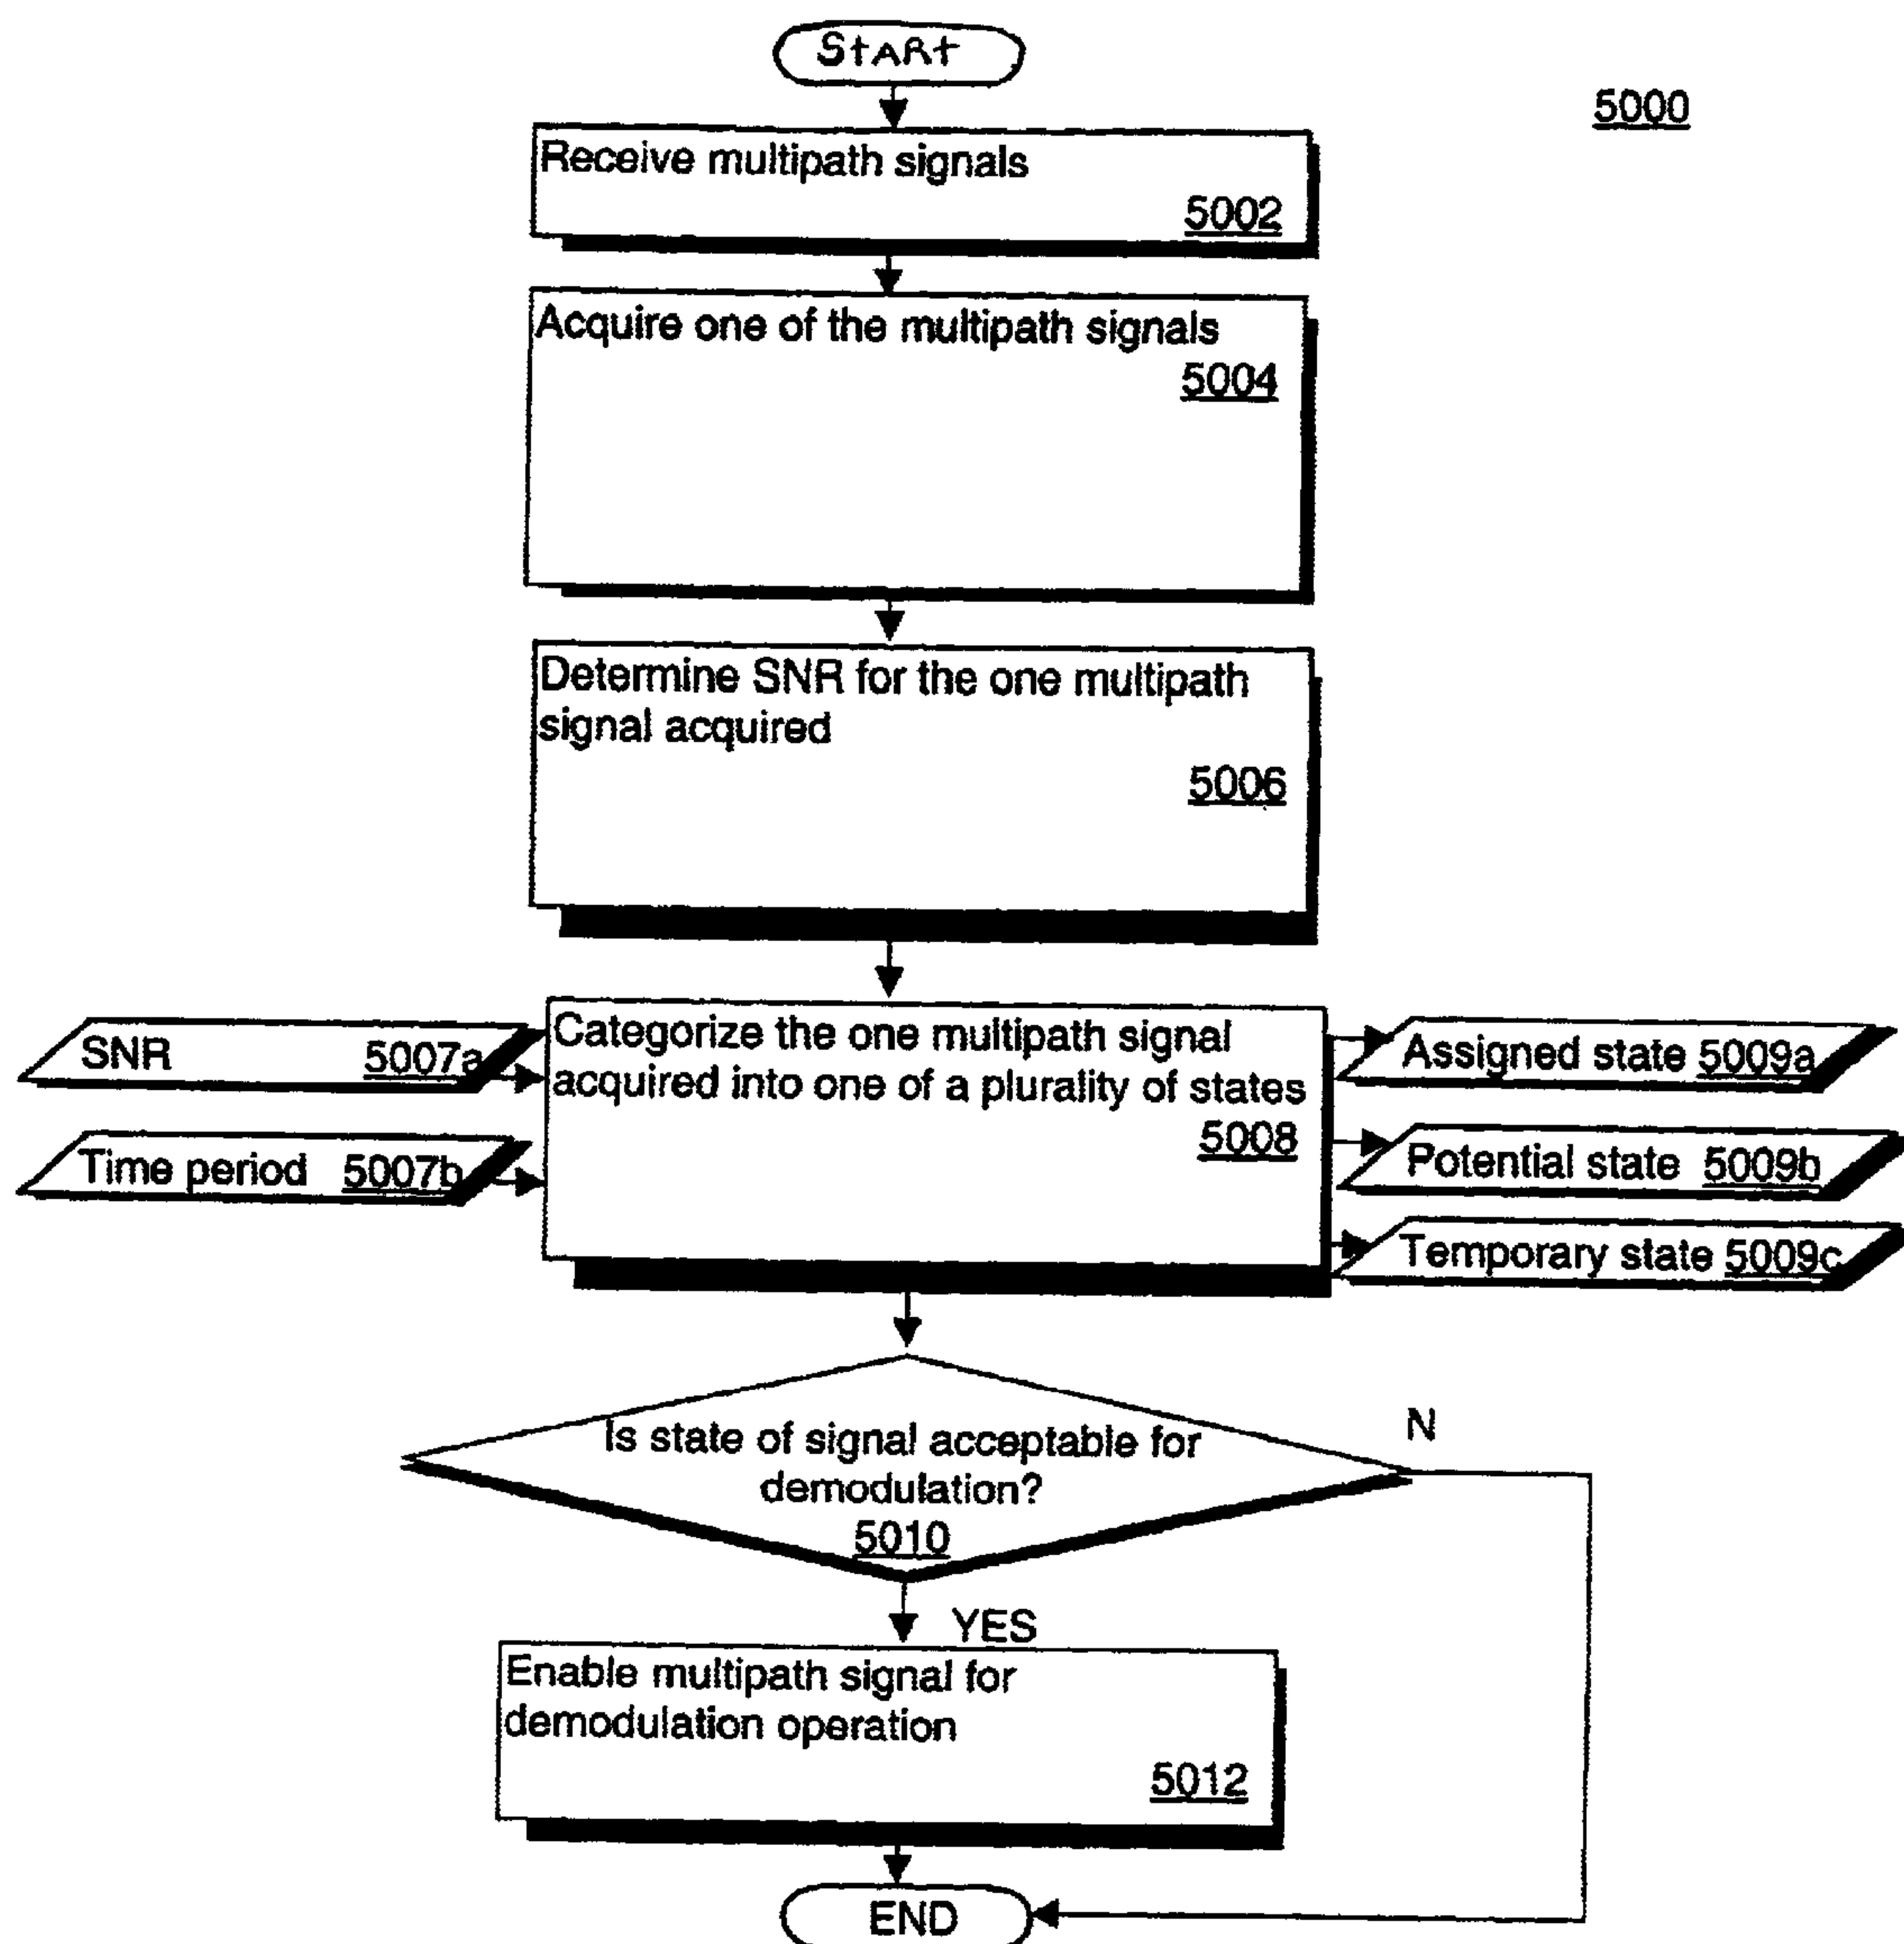 StARt
5000
Receive multipath signals
5002
Acquire one of the multipath signals
5004
Determine SNR for the one multipath
signal acquired
5006
SNR 5007a
Time period 5007b
Categorize the one multipath signal
acquired into one of a plurality of states
5008
Assigned state 5009a
Potential state 5009b
Temporary state 5009c
Is state of signal acceptable for
demodulation?
5010
N
YES
Enable multipath signal for
demodulation operation
5012
END